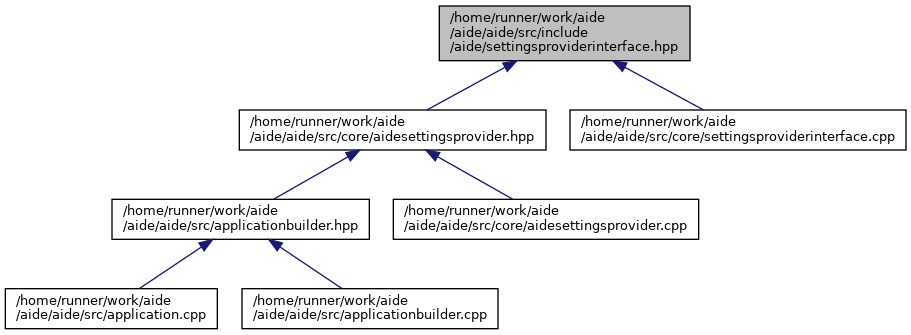 /home/runner/work/aide
/aide/aide/src/include
/aide/settingsproviderinterface.hpp
/home/runner/work/aide
/aide/aide/src/core/aidesettingsprovider.hpp
/home/runner/work/aide
/aide/aide/src/core/settingsproviderinterface.cpp
/home/runner/work/aide
/aide/aide/src/applicationbuilder.hpp
/home/runner/work/aide
/aide/aide/src/core/aidesettingsprovider.cpp
/home/runner/work/aide
/aide/aide/src/application.cpp
/home/runner/work/aide
/aide/aide/src/applicationbuilder.cpp